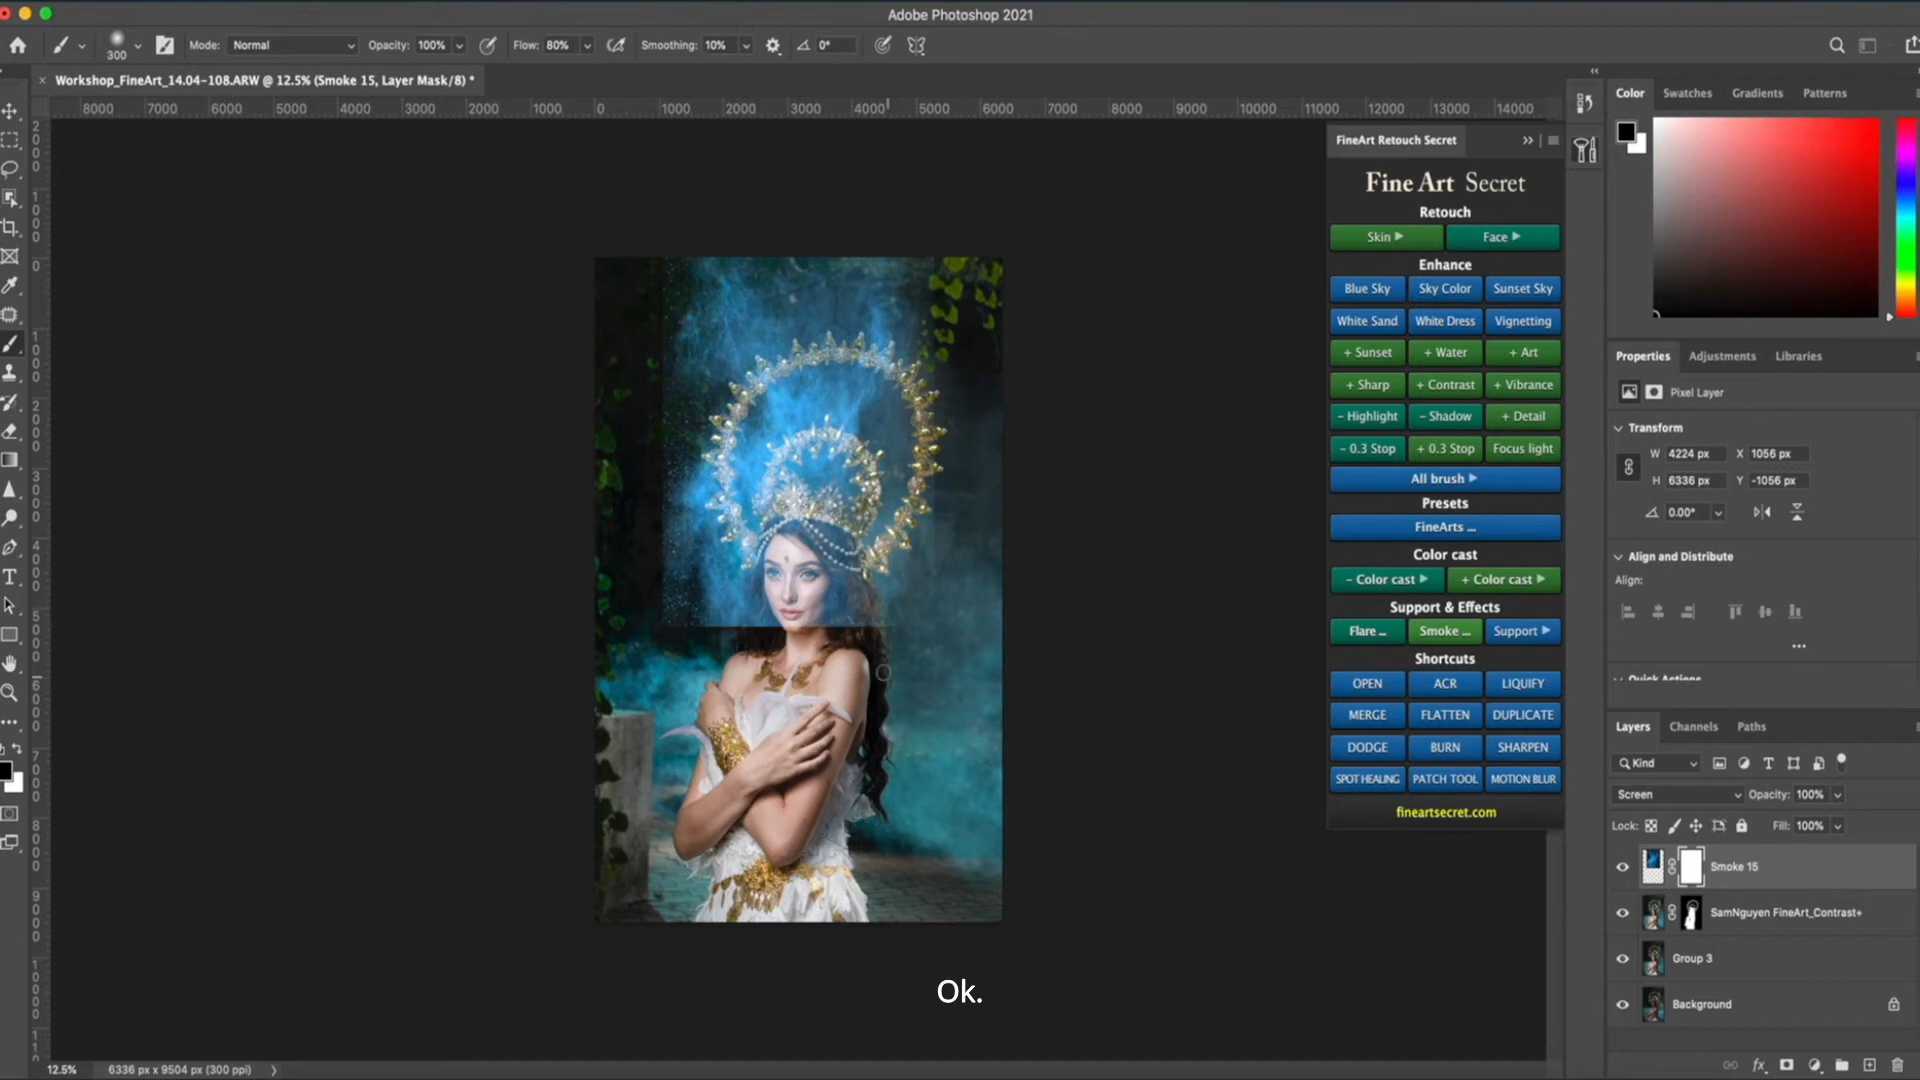 Adobe Photoshop 2021
300
Mode: Normal
Opacity: 100%
Flow: 80%
Smoothing: 10%
0°
Workshop_FineArt_14.04-108.ARW @ 12.5% (Smoke 15, Layer Mask/8) *
8000 7000 6000 5000 4000 3000 2000 1000 0 1000 2000 3000 4000 5000 6000 7000 8000 9000 10000 11000 12000 13000 14000
FineArt Retouch Secret
Fine Art Secret
Retouch
Skin
Face
Enhance
Blue Sky
Sky Color
Sunset Sky
White Sand
White Dress
Vignetting
+ Sunset
+ Water
+ Art
+ Sharp
+ Contrast
+ Vibrance
- Highlight
- Shadow
+ Detail
- 0.3 Stop
+ 0.3 Stop
Focus light
All brush
Presets
FineArts ...
Color cast
- Color cast
+ Color cast
Support & Effects
Flare ...
Smoke ...
Support
Shortcuts
OPEN
ACR
LIQUIFY
MERGE
FLATTEN
DUPLICATE
DODGE
BURN
SHARPEN
SPOT HEALING
PATCH TOOL
MOTION BLUR
fineartsecret.com
Color
Swatches
Gradients
Patterns
Properties
Adjustments
Libraries
Pixel Layer
Transform
W 4224 px
X 1056 px
H 6336 px
Y -1056 px
0.00°
Align and Distribute
Align:
Quick Actions
Layers
Channels
Paths
Kind
Screen
Opacity: 100%
Lock:
Fill: 100%
Smoke 15
SamNguyen FineArt_Contrast+
Group 3
Background
Ok.
12.5%
6336 px x 9504 px (300 ppi)